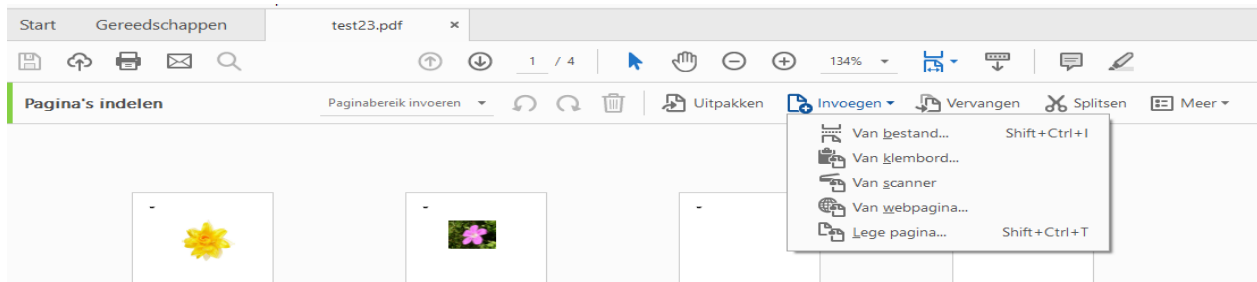 Start Gereedschappen test23.pdf ×
1 / 4 134%
Pagina's indelen Paginabereik invoeren Uitpakken Invoegen Vervangen Splitsen Meer
Van bestand... Shift+Ctrl+I
Van klembord...
Van scanner
Van webpagina...
Lege pagina... Shift+Ctrl+T